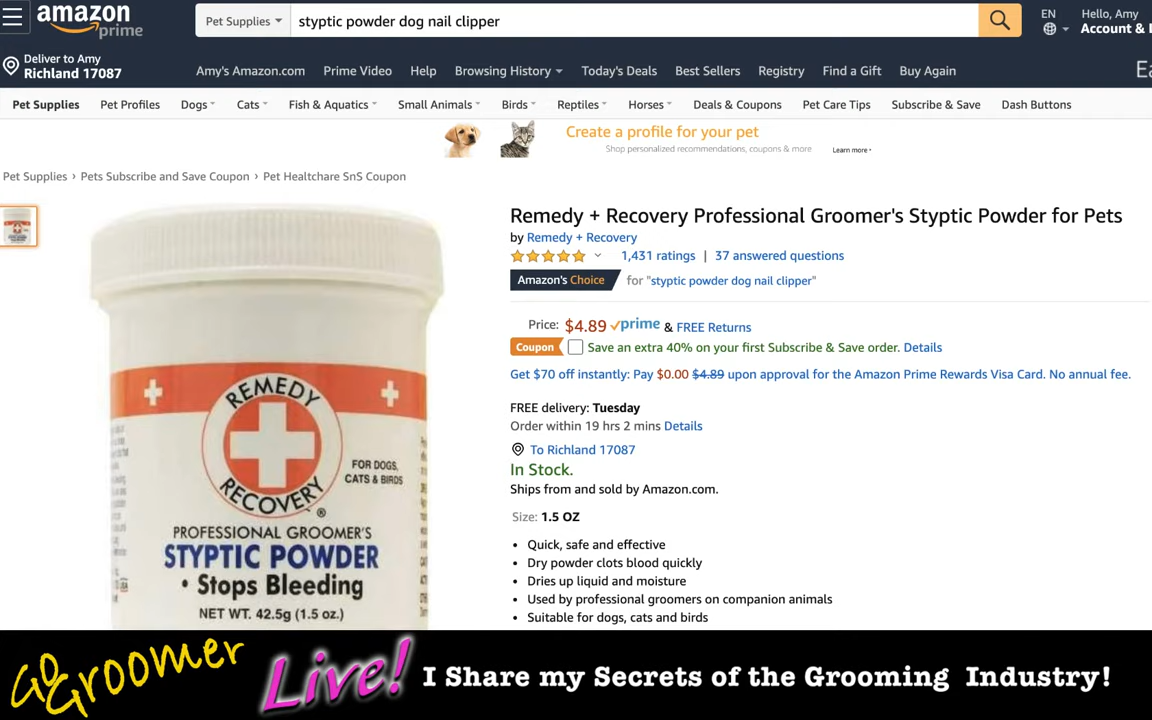 amazon
prime
Pet Supplies
styptic powder dog nail clipper
EN
Hello, Amy
Account &
Deliver to Amy
Richland 17087
Amy's Amazon.com Prime Video Help Browsing History Today's Deals Best Sellers Registry Find a Gift Buy Again
Pet Supplies Pet Profiles Dogs Cats Fish & Aquatics Small Animals Birds Reptiles Horses Deals & Coupons Pet Care Tips Subscribe & Save Dash Buttons
Create a profile for your pet
Shop personalized recommendations, coupons & more Learn more
Pet Supplies › Pets Subscribe and Save Coupon › Pet Healtchare SnS Coupon
Remedy + Recovery Professional Groomer's Styptic Powder for Pets
by Remedy + Recovery
1,431 ratings | 37 answered questions
Amazon's Choice for "styptic powder dog nail clipper"
Price: $4.89 prime & FREE Returns
Coupon Save an extra 40% on your first Subscribe & Save order. Details
Get $70 off instantly: Pay $0.00 $4.89 upon approval for the Amazon Prime Rewards Visa Card. No annual fee.
FREE delivery: Tuesday
Order within 19 hrs 2 mins Details
To Richland 17087
In Stock.
Ships from and sold by Amazon.com.
Size: 1.5 OZ
• Quick, safe and effective
• Dry powder clots blood quickly
• Dries up liquid and moisture
• Used by professional groomers on companion animals
• Suitable for dogs, cats and birds
REMEDY
RECOVERY®
FOR DOGS,
CATS & BIRDS
PROFESSIONAL GROOMER'S
STYPTIC POWDER
• Stops Bleeding
NET WT. 42.5g (1.5 oz.)
GoGroomer Live! I Share my Secrets of the Grooming Industry!